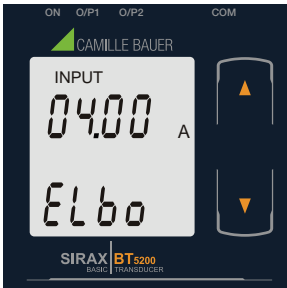 ON O/P1 O/P2 COM
CAMILLE BAUER
INPUT
04.00 A
ELbo
SIRAX BT5200
BASIC TRANSDUCER